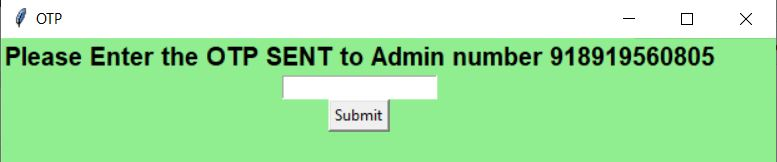 OTP
Please Enter the OTP SENT to Admin number 918919560805
Submit